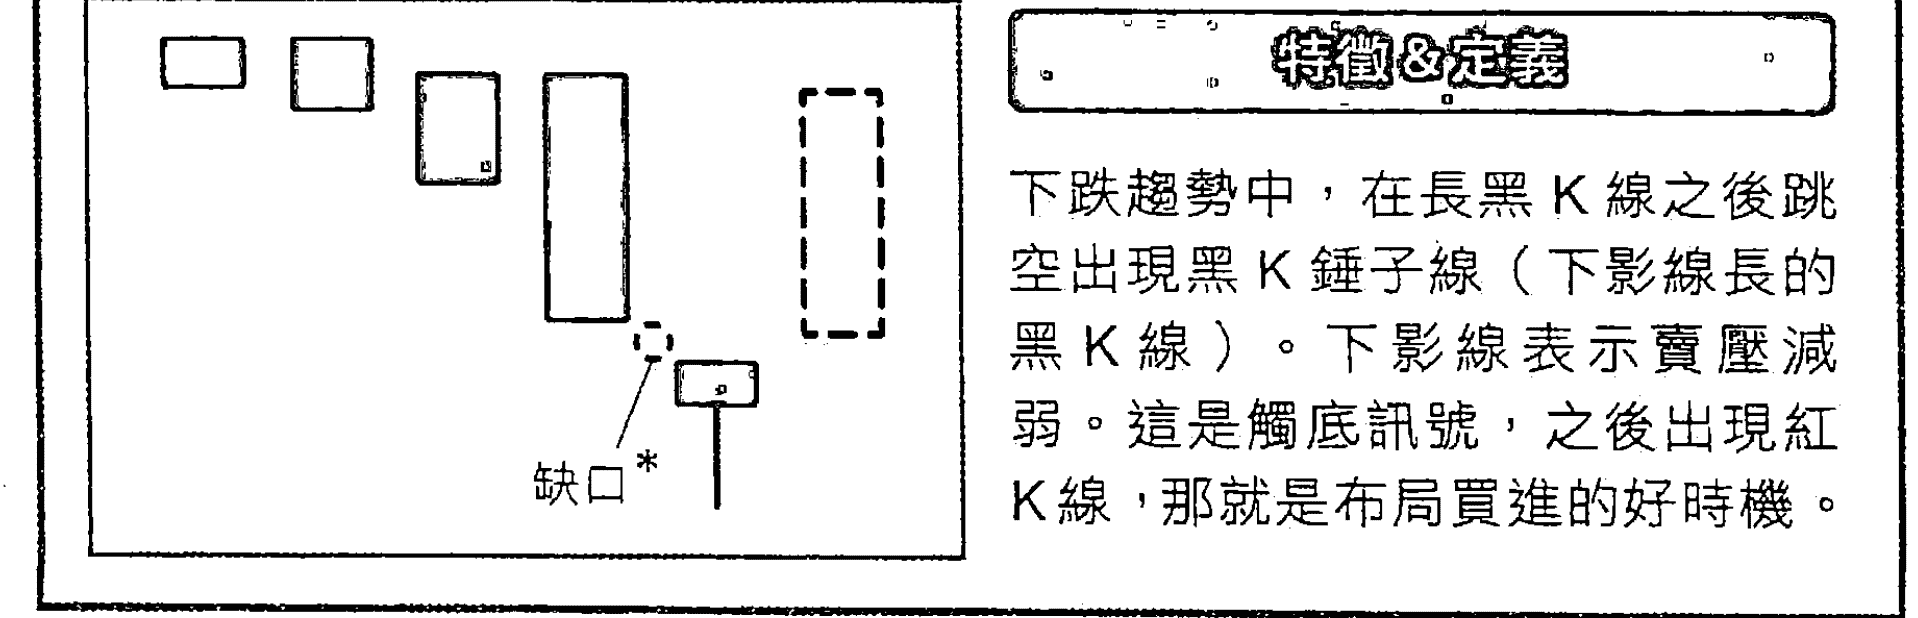 特徵&定義
下跌趨勢中，在長黑K線之後跳
空出現黑K錘子線（下影線長的
黑K線）。下影線表示賣壓減
弱。這是觸底訊號，之後出現紅
K線，那就是布局買進的好時機。
缺口*